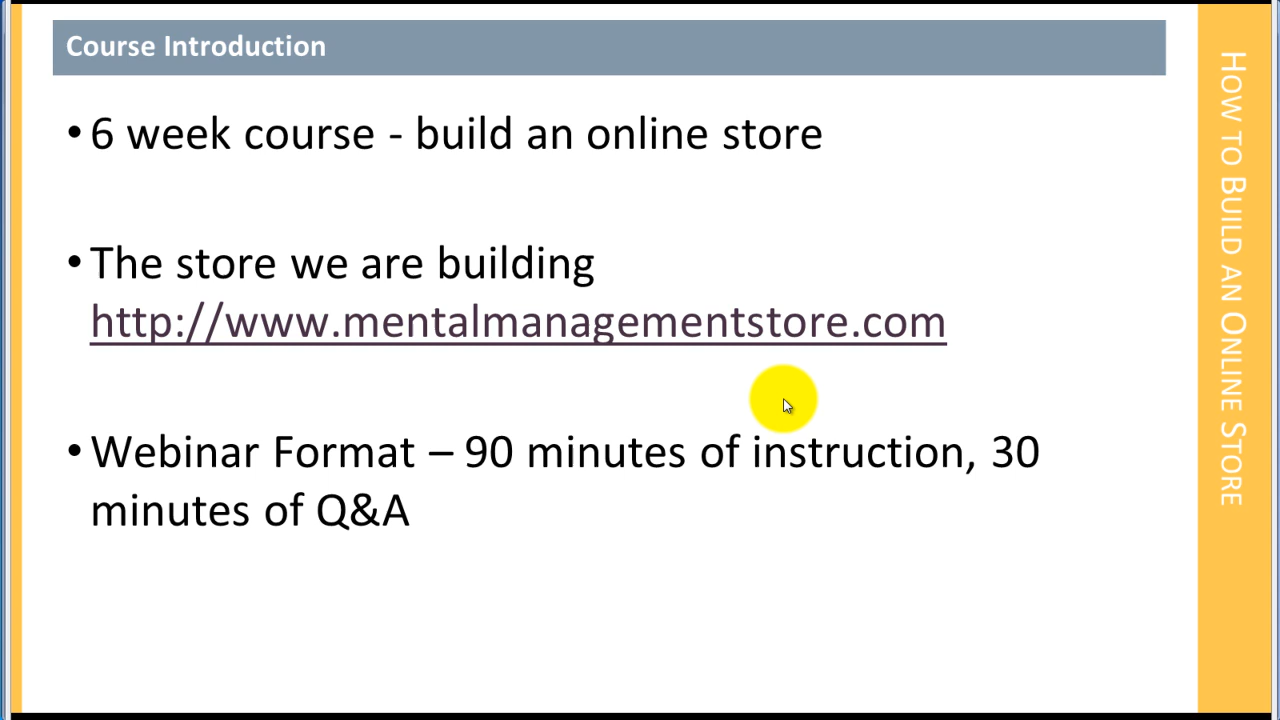 Course Introduction
• 6 week course - build an online store
• The store we are building
http://www.mentalmanagementstore.com
• Webinar Format – 90 minutes of instruction, 30
minutes of Q&A
HOW TO BUILD AN ONLINE STORE